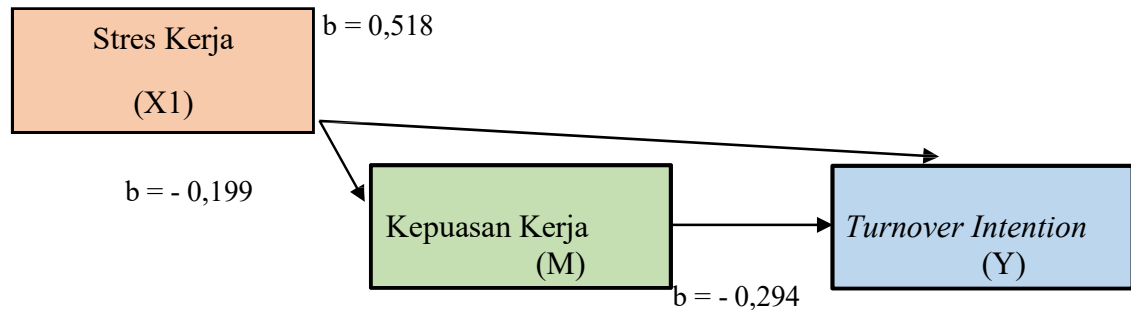 Stres Kerja
(X1)
b = 0,518
b = - 0,199
Kepuasan Kerja
(M)
b = - 0,294
Turnover Intention
(Y)